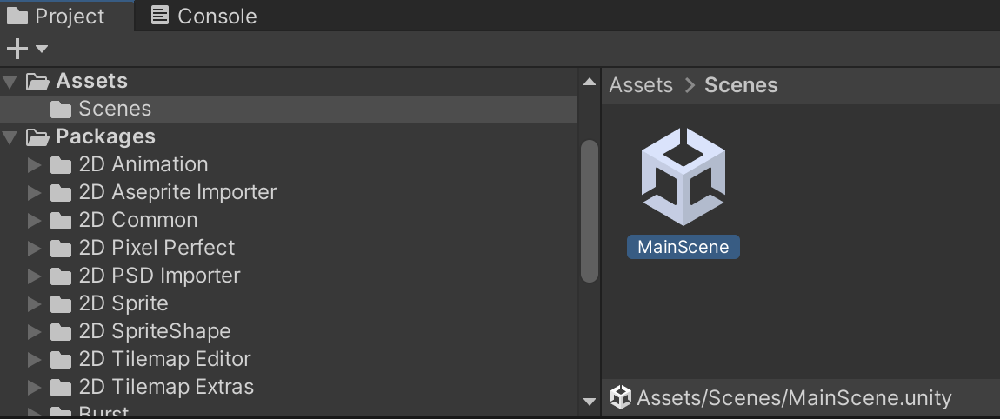 Project
Console
Assets
Scenes
Packages
2D Animation
2D Aseprite Importer
2D Common
2D Pixel Perfect
2D PSD Importer
2D Sprite
2D SpriteShape
2D Tilemap Editor
2D Tilemap Extras
Burst
Assets > Scenes
MainScene
Assets/Scenes/MainScene.unity